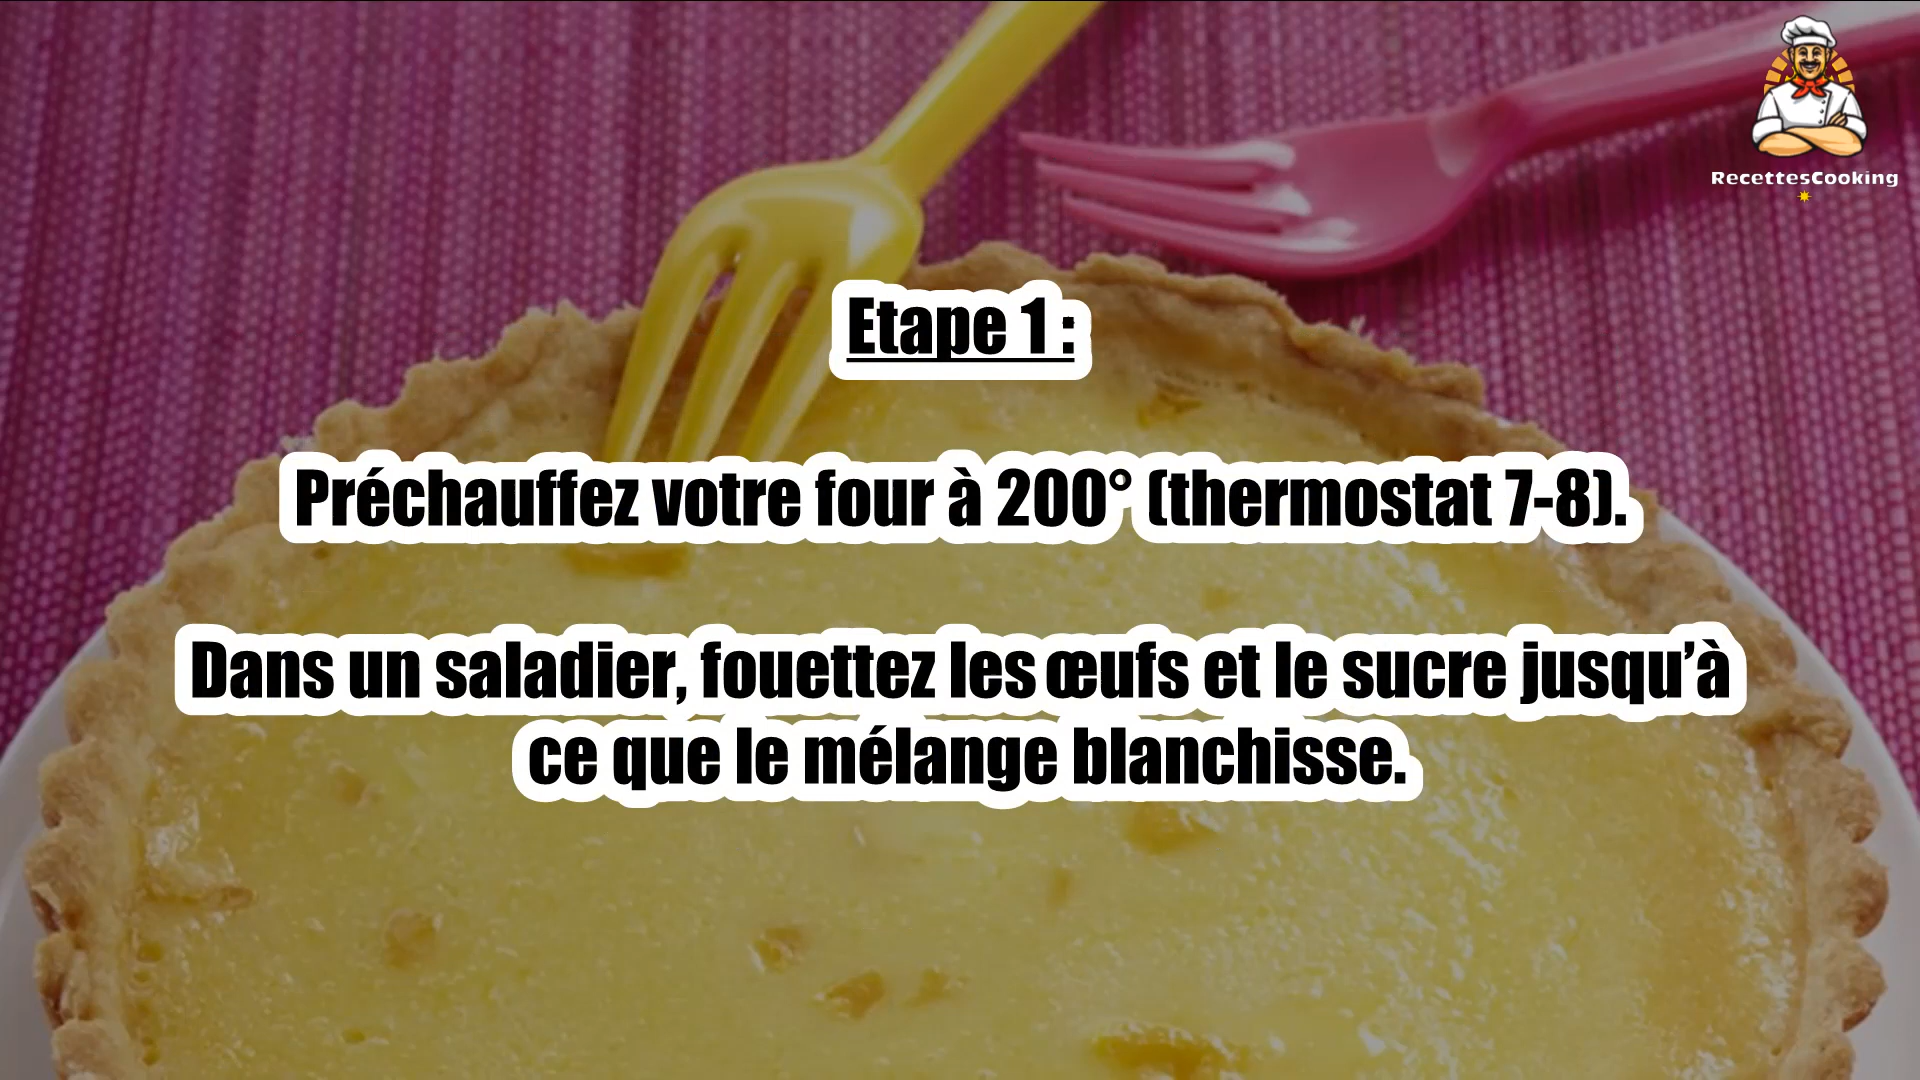 RecettesCooking
Etape 1 :
Préchauffez votre four à 200° (thermostat 7-8).
Dans un saladier, fouettez les œufs et le sucre jusqu’à
ce que le mélange blanchisse.